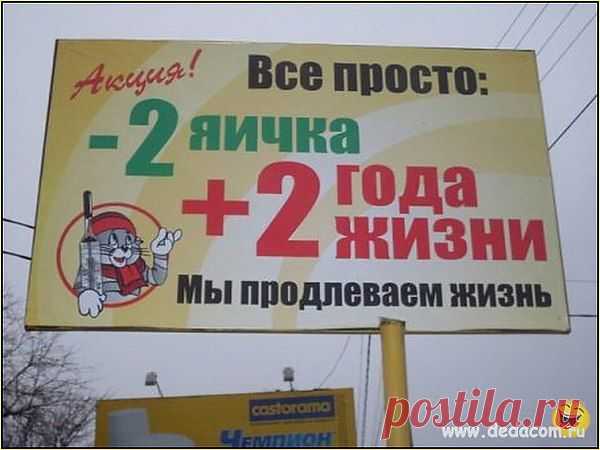 Акция!
Все просто:
-2 яичка
+2 года
жизни
Мы продлеваем жизнь
castorama
Чемпион
postila.ru
www.dedacom.ru